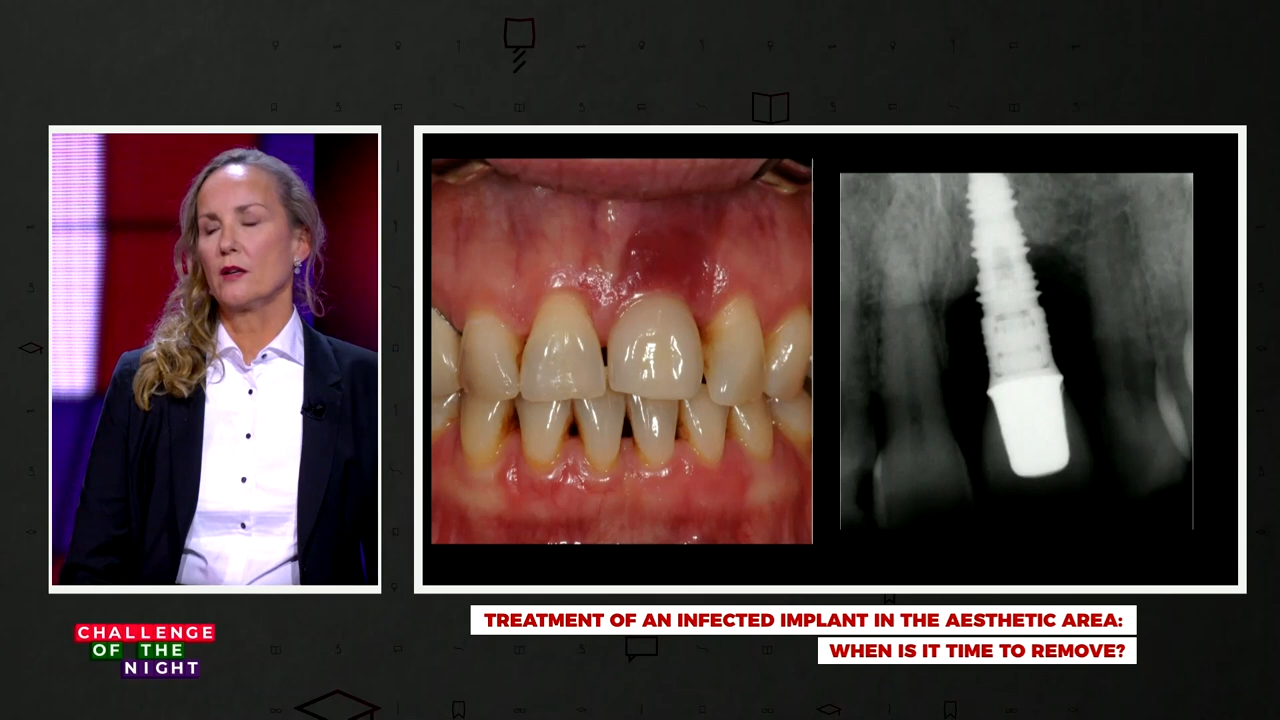 TREATMENT OF AN INFECTED IMPLANT IN THE AESTHETIC AREA:
WHEN IS IT TIME TO REMOVE?
CHALLENGE
OF THE
NIGHT